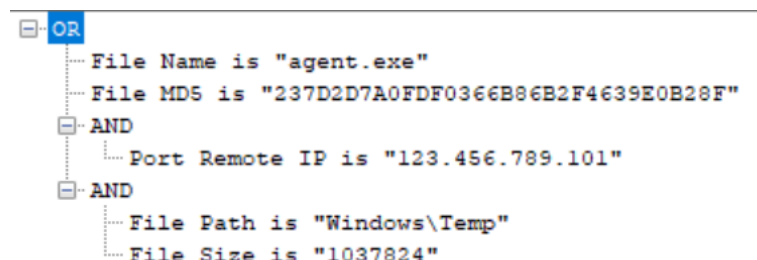 OR
File Name is "agent.exe"
File MD5 is "237D2D7A0FDF0366B86B2F4639E0B28F"
AND
Port Remote IP is "123.456.789.101"
AND
File Path is "Windows\Temp"
File Size is "1037824"